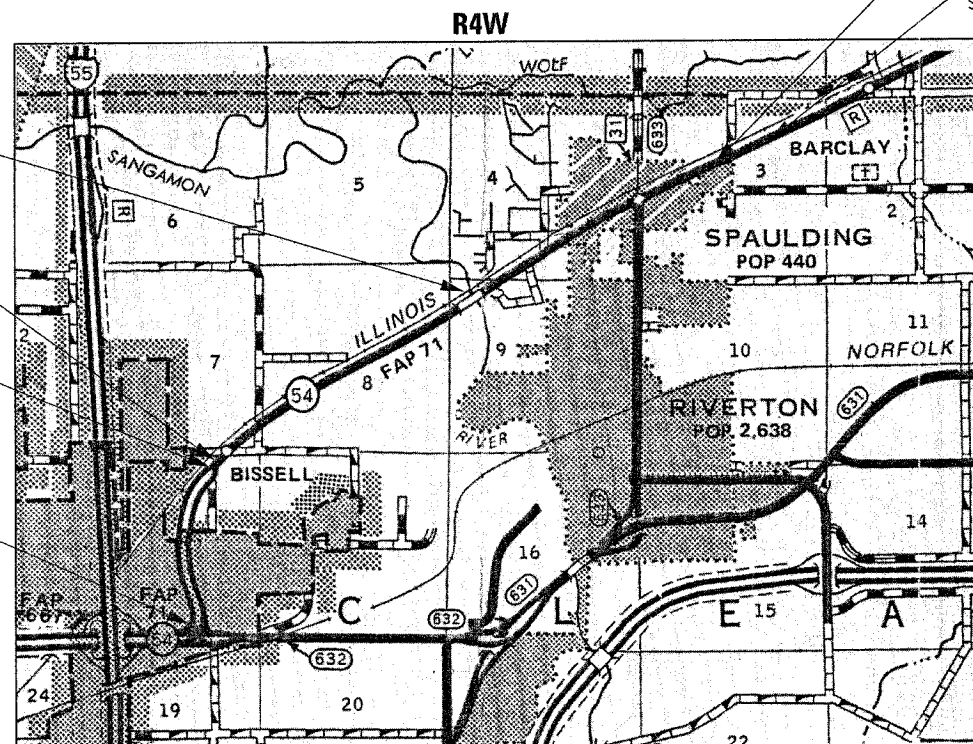 R4W
55
WOLF
31
633
R
BARCLAY
3
SANGAMON
R
6
5
4
2
SPAULDING
POP 440
ILLINOIS
8 FAP 71
54
2
7
9
10
11
NORFOLK
631
RIVERTON
POP 2,638
RIVER
BISSELL
16
14
631
FAP
667
FAP
71
C
L
E
A
15
632
632
24
19
20
22